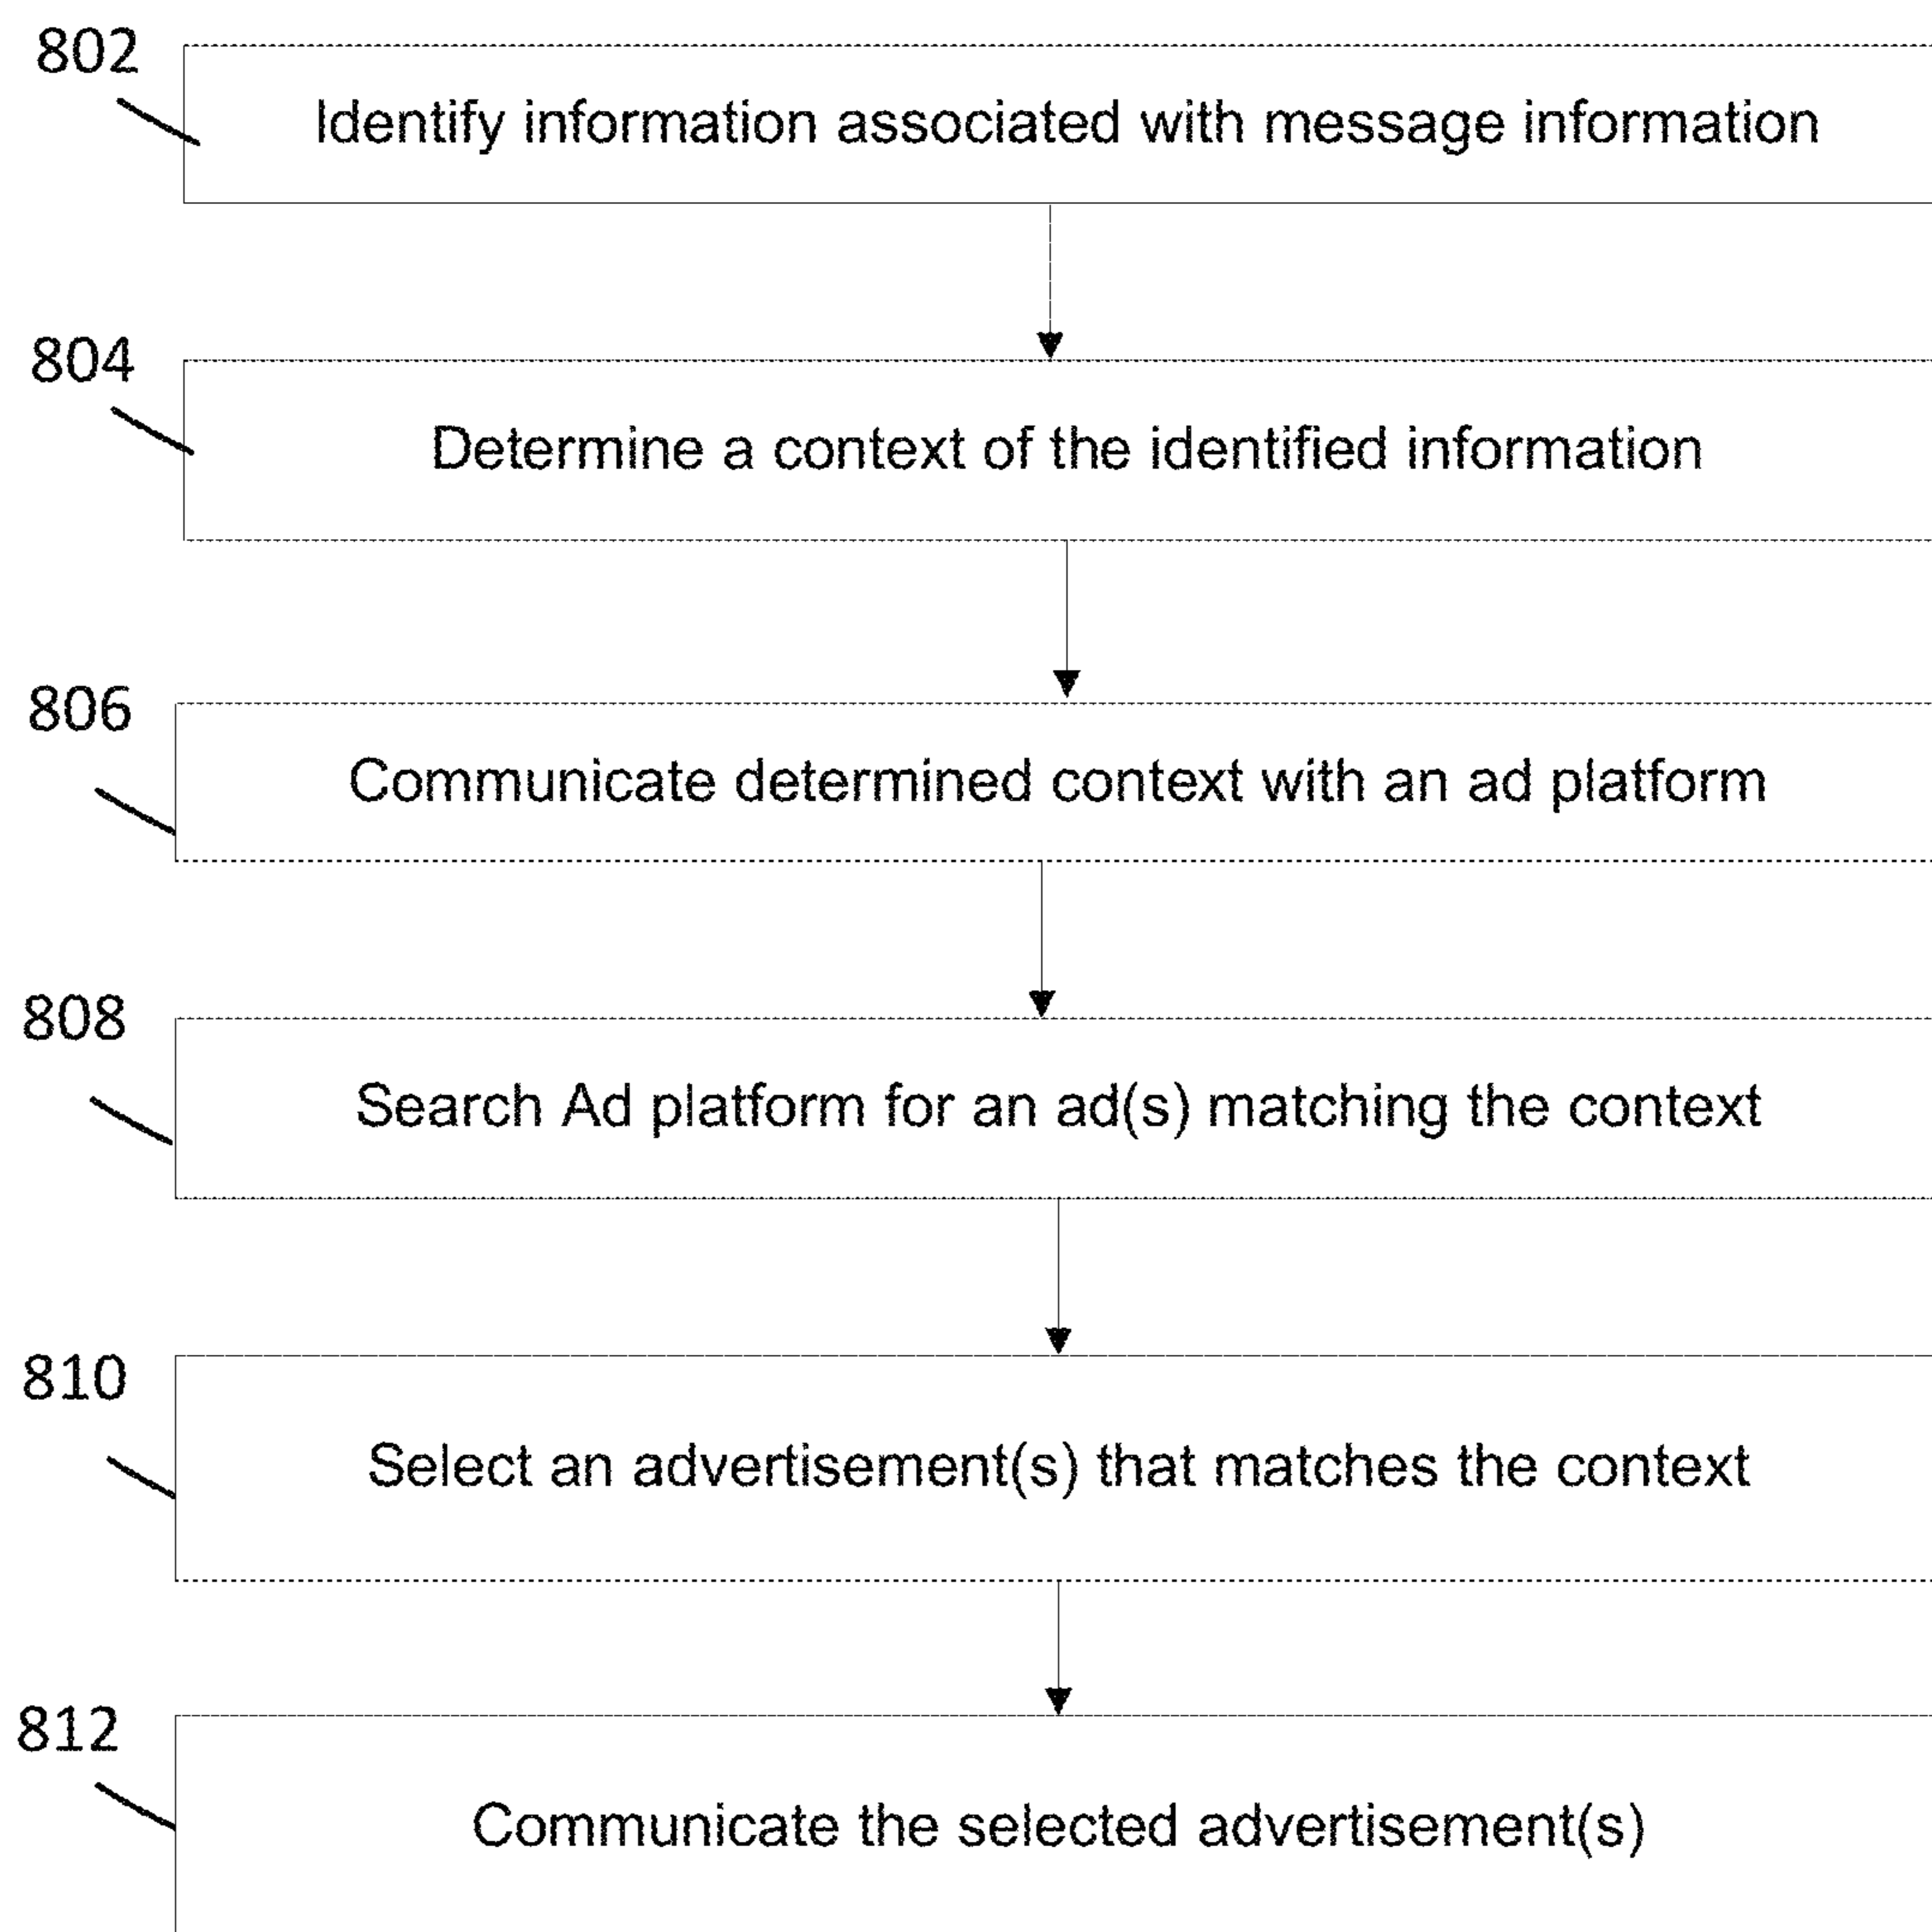 802
Identify information associated with message information
804
Determine a context of the identified information
806
Communicate determined context with an ad platform
808
Search Ad platform for an ad(s) matching the context
810
Select an advertisement(s) that matches the context
812
Communicate the selected advertisement(s)